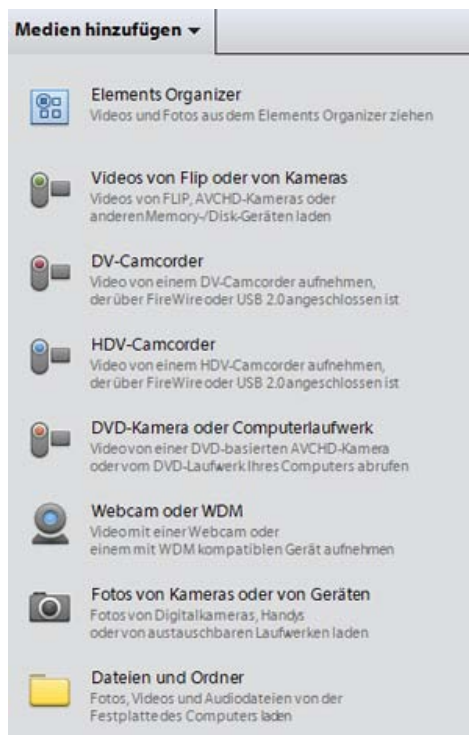 Medien hinzufügen
Elements Organizer
Videos und Fotos aus dem Elements Organizer ziehen
Videos von Flip oder von Kameras
Videos von FLIP, AVCHD-Kameras oder
anderen Memory-/Disk-Geräten laden
DV-Camcorder
Video von einem DV-Camcorder aufnehmen,
der über FireWire oder USB 2.0 angeschlossen ist
HDV-Camcorder
Video von einem HDV-Camcorder aufnehmen,
der über FireWire oder USB 2.0 angeschlossen ist
DVD-Kamera oder Computerlaufwerk
Video von einer DVD-basierten AVCHD-Kamera
oder vom DVD-Laufwerk Ihres Computers abrufen
Webcam oder WDM
Video mit einer Webcam oder
einem mit WDM kompatiblen Gerät aufnehmen
Fotos von Kameras oder von Geräten
Fotos von Digitalkameras, Handys
oder von austauschbaren Laufwerken laden
Dateien und Ordner
Fotos, Videos und Audiodateien von der
Festplatte des Computers laden